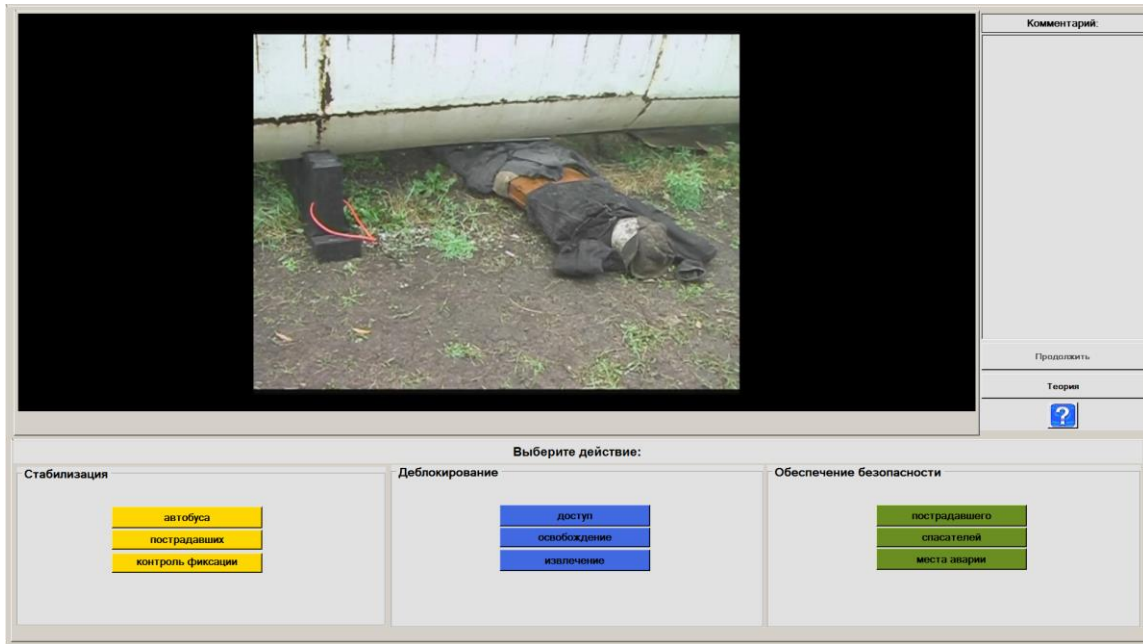 Комментарий:
Продолжить
Теория
?
Выберите действие:
Стабилизация
автобуса
пострадавших
контроль фиксации
Деблокирование
доступ
освобождение
извлечение
Обеспечение безопасности
пострадавшего
спасателей
места аварии